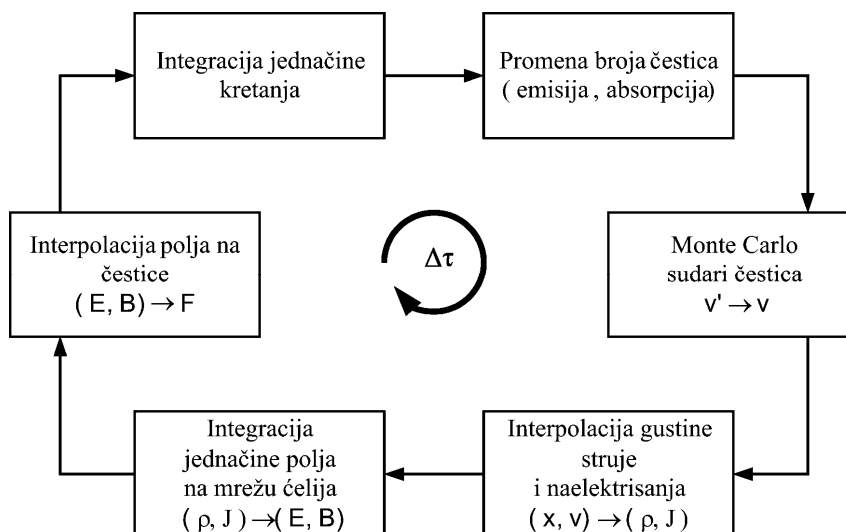 Integracija jednačine
kretanja
Promena broja čestica
( emisija , absorpcija)
Interpolacija polja na
čestice
( E, B) → F
Δτ
Monte Carlo
sudari čestica
v' → v
Integracija
jednačine polja
na mrežu ćelija
( ρ, J ) → ( E, B)
Interpolacija gustine
struje
i naelektrisanja
( x, v) → ( ρ, J )